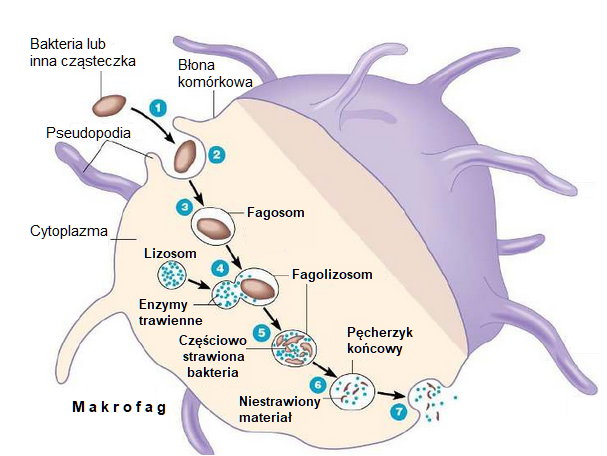 Bakteria lub
inna cząsteczka
Błona
komórkowa
1
Pseudopodia
2
3
Fagosom
Cytoplazma
Lizosom
4
Fagolizosom
Enzymy
trawienne
5
Częściowo
strawiona
bakteria
Pęcherzyk
końcowy
6
Niestrawiony
materiał
7
Makrofag